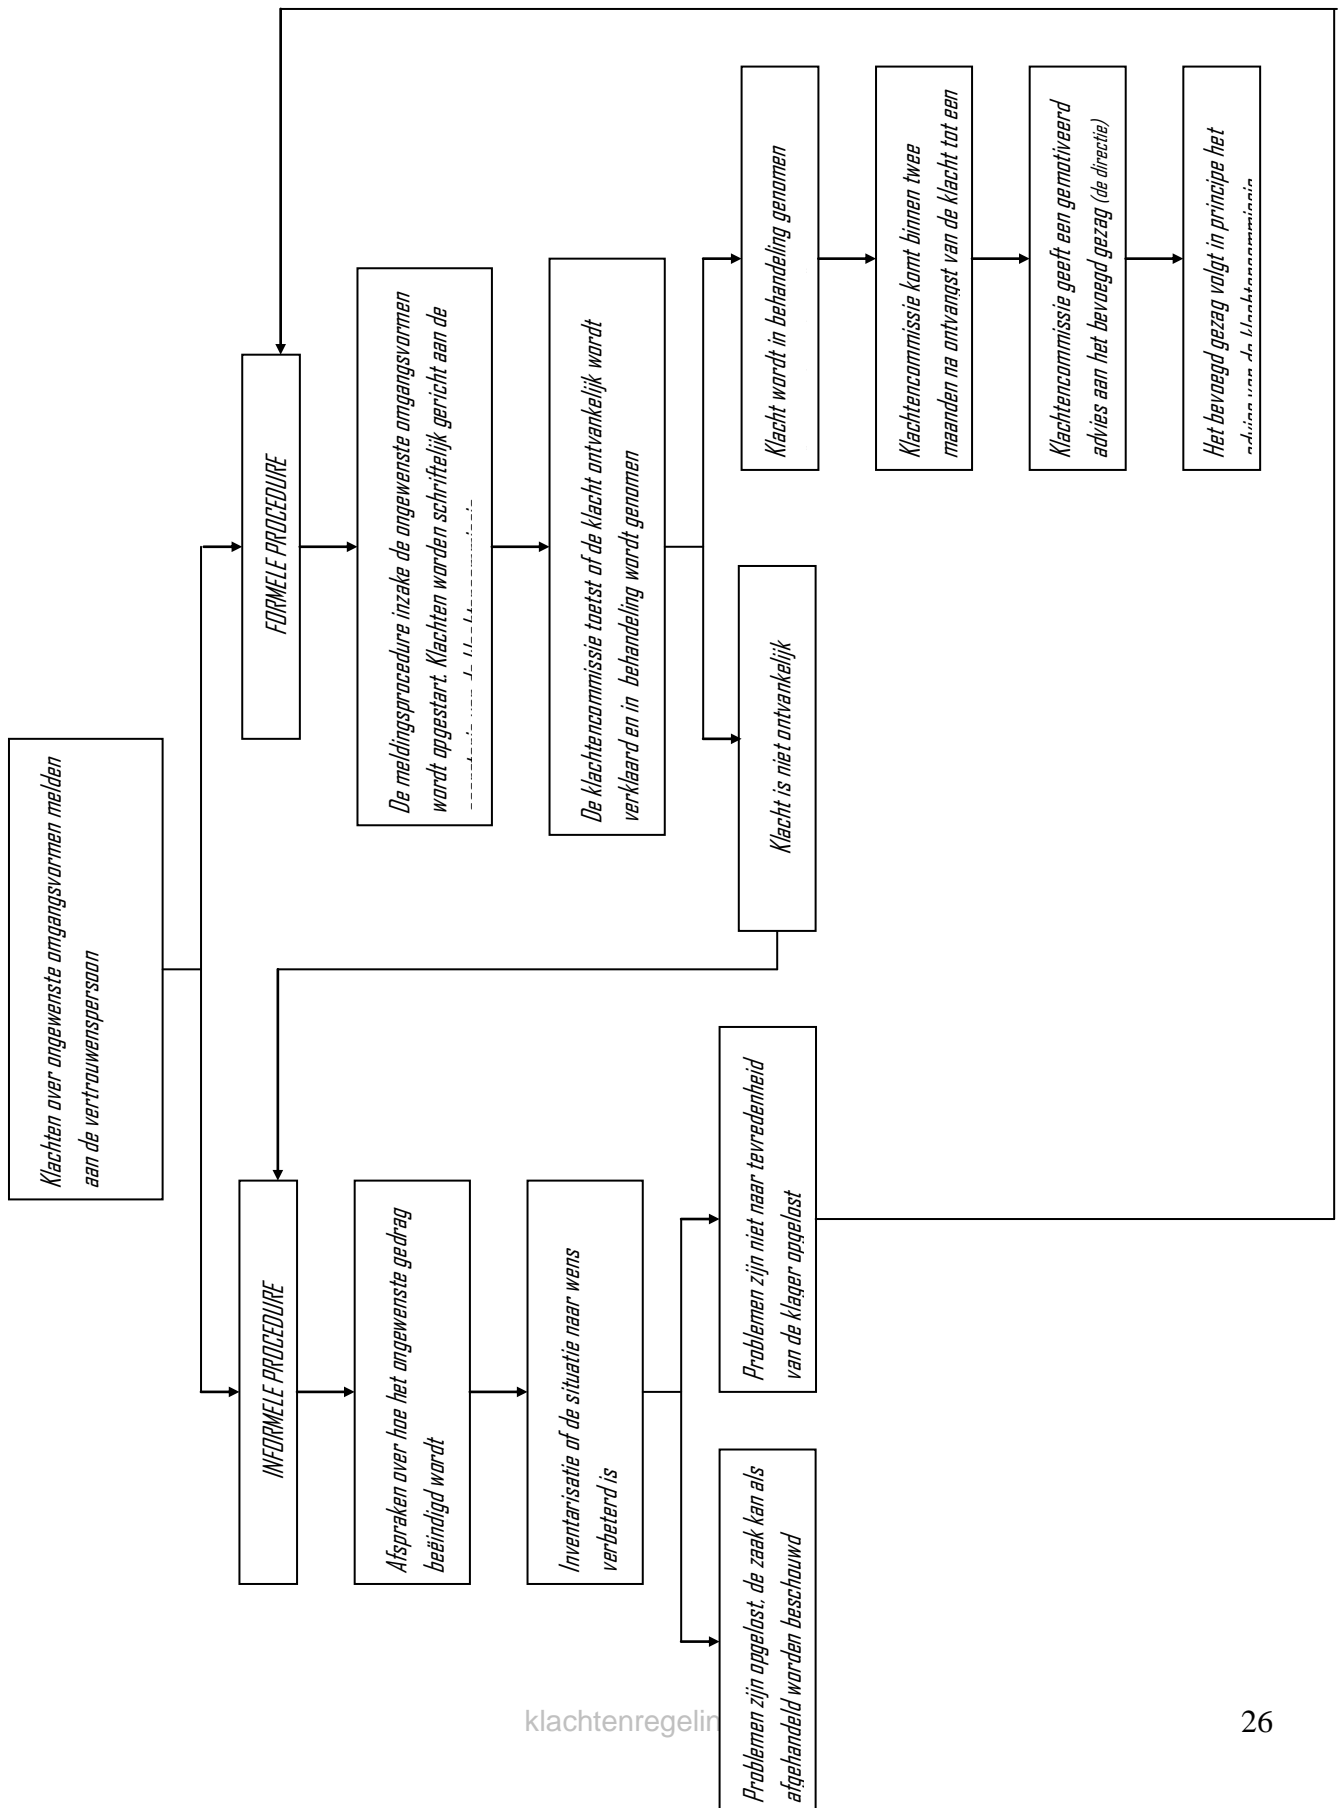 Klachten over ongewenste omgangsvormen melden
aan de vertrouwenspersoon
INFORMELE PROCEDURE
Afspraken over hoe het ongewenste gedrag
beëindigd wordt
Inventarisatie of de situatie naar wens
verbeterd is
Problemen zijn opgelost, de zaak kan als
afgehandeld worden beschouwd
Problemen zijn niet naar tevredenheid
van de klager opgelost
FORMELE PROCEDURE
De meldingsprocedure inzake de ongewenste omgangsvormen
wordt opgestart. Klachten worden schriftelijk gericht aan de
De klachtencommissie toetst of de klacht ontvankelijk wordt
verklaard en in behandeling wordt genomen
Klacht is niet ontvankelijk
Klacht wordt in behandeling genomen
Klachtencommissie komt binnen twee
maanden na ontvangst van de klacht tot een
Klachtencommissie geeft een gemotiveerd
advies aan het bevoegd gezag (de directie)
Het bevoegd gezag volgt in principe het
advies van de klachtencommissie
klachtenregelin
26